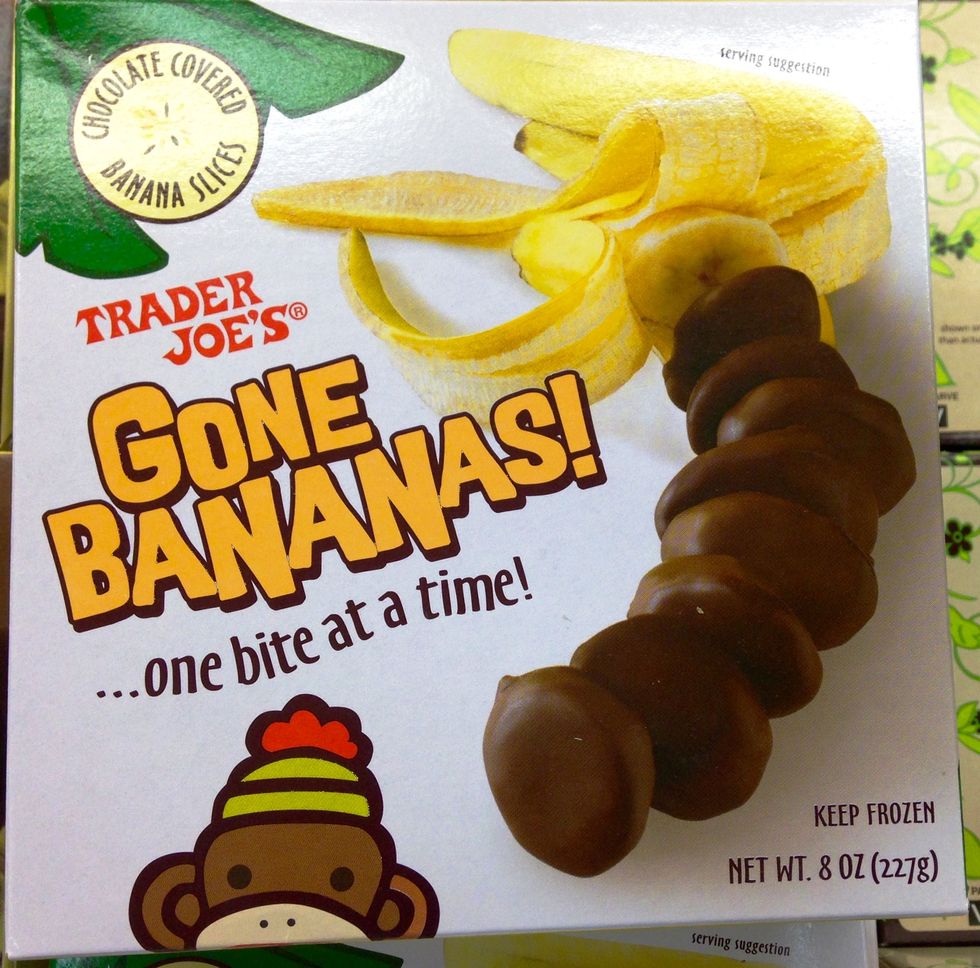 CHOCOLATE COVERED
BANANA SLICES
serving suggestion
TRADER
JOE'S®
GONE
BANANAS!
...one bite at a time!
KEEP FROZEN
NET WT. 8 OZ (227g)
serving suggestion